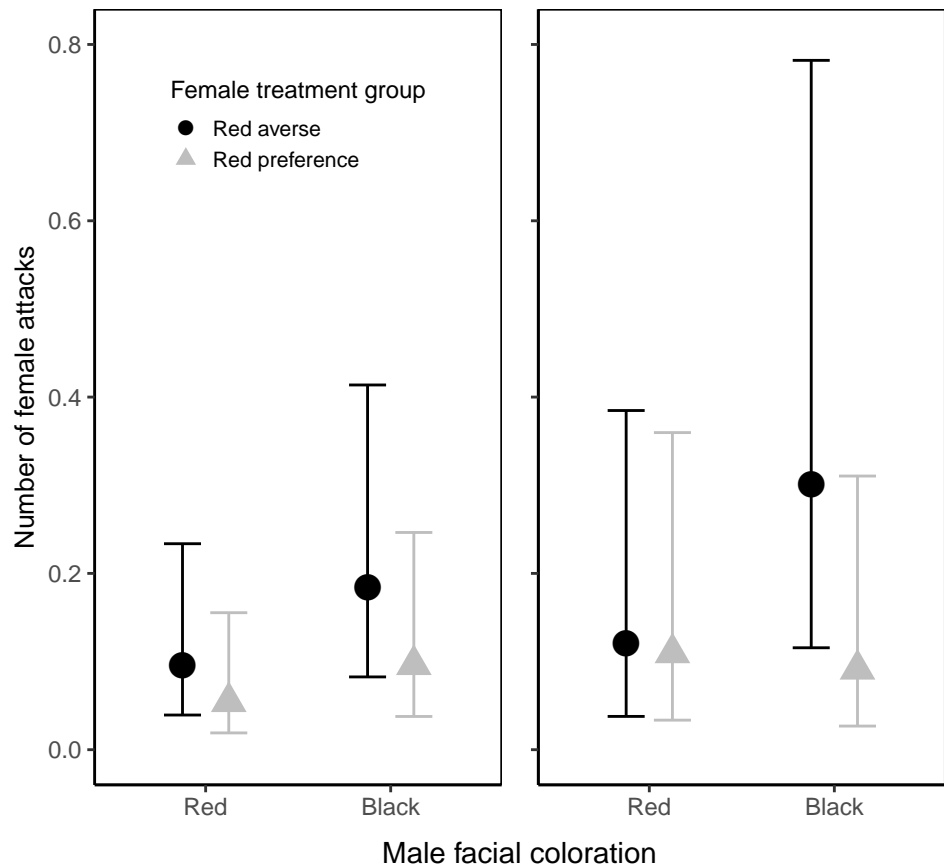 Number of female attacks
0.8
0.6
0.4
0.2
0.0
Female treatment group
Red averse
Red preference
Red Black
Red Black
Male facial coloration